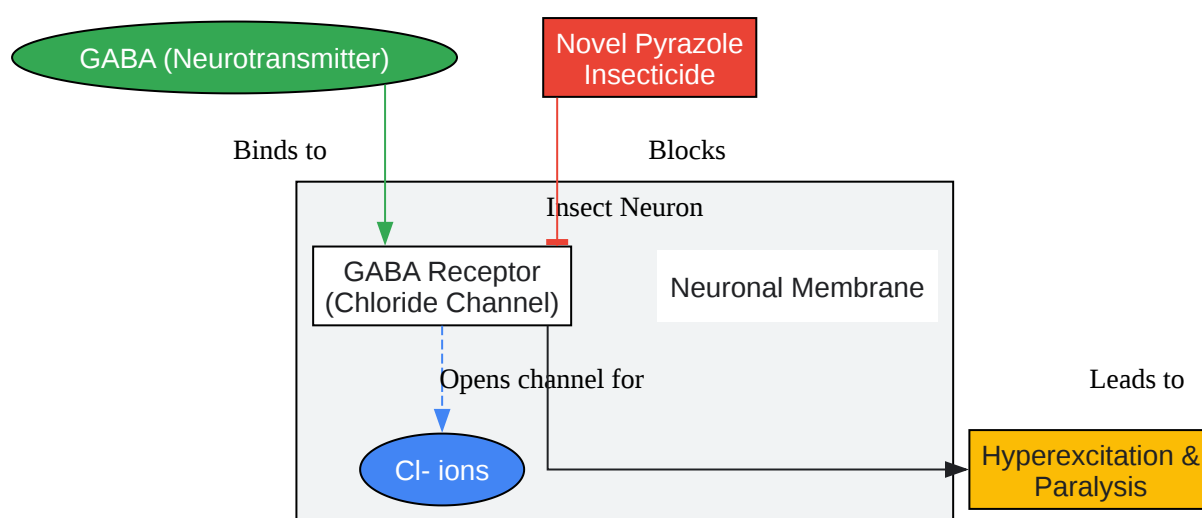 GABA (Neurotransmitter)
Novel Pyrazole
Insecticide
Binds to
Blocks
Insect Neuron
GABA Receptor
(Chloride Channel)
Neuronal Membrane
Opens channel for
Leads to
Cl- ions
Hyperexcitation &
Paralysis